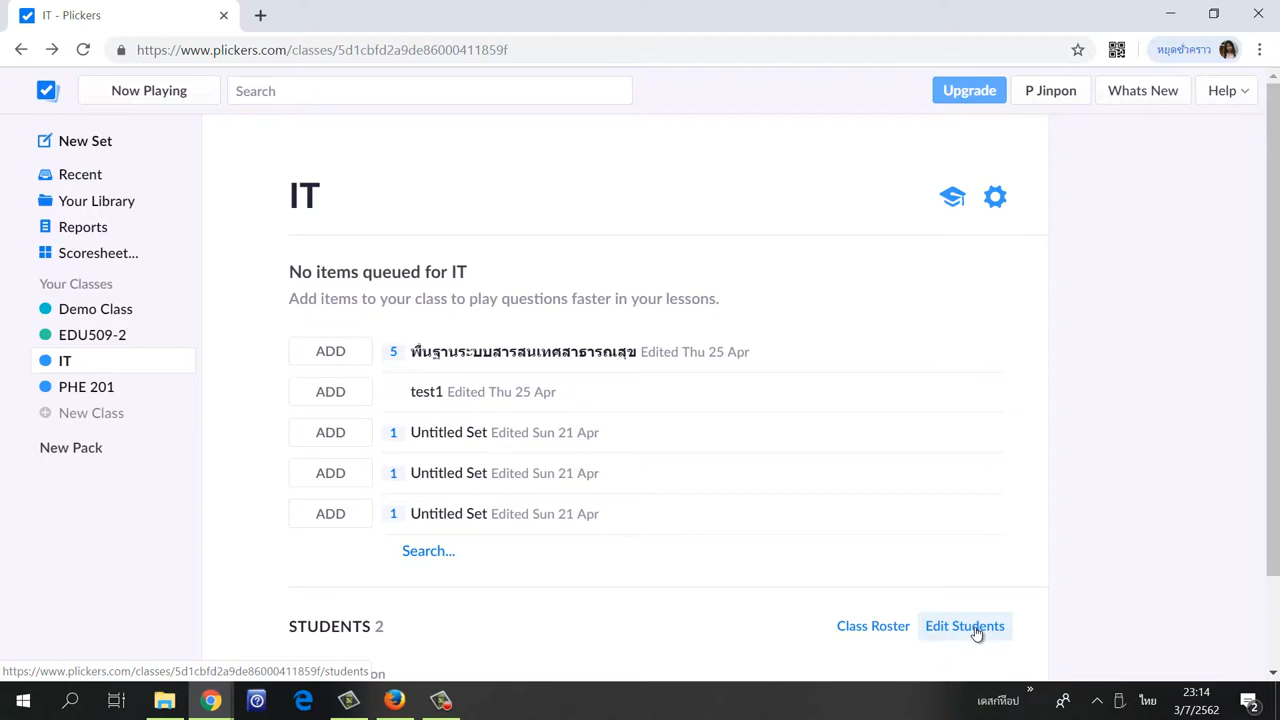 IT - Plickers
https://www.plickers.com/classes/5d1cbfd2a9de86000411859f
หยุดชั่วคราว
Now Playing
Search
Upgrade
P Jinpon
Whats New
Help
New Set
Recent
Your Library
Reports
Scoresheet...
Your Classes
Demo Class
EDU509-2
IT
PHE 201
New Class
New Pack
IT
No items queued for IT
Add items to your class to play questions faster in your lessons.
ADD 5 พื้นฐานระบบสารสนเทศสาธารณสุข Edited Thu 25 Apr
ADD test1 Edited Thu 25 Apr
ADD 1 Untitled Set Edited Sun 21 Apr
ADD 1 Untitled Set Edited Sun 21 Apr
ADD 1 Untitled Set Edited Sun 21 Apr
Search...
STUDENTS 2
Class Roster
Edit Students
https://www.plickers.com/classes/5d1cbfd2a9de86000411859f/students
on
เดสก์ท็อป
»
ไทย
23:14
3/7/2562
2